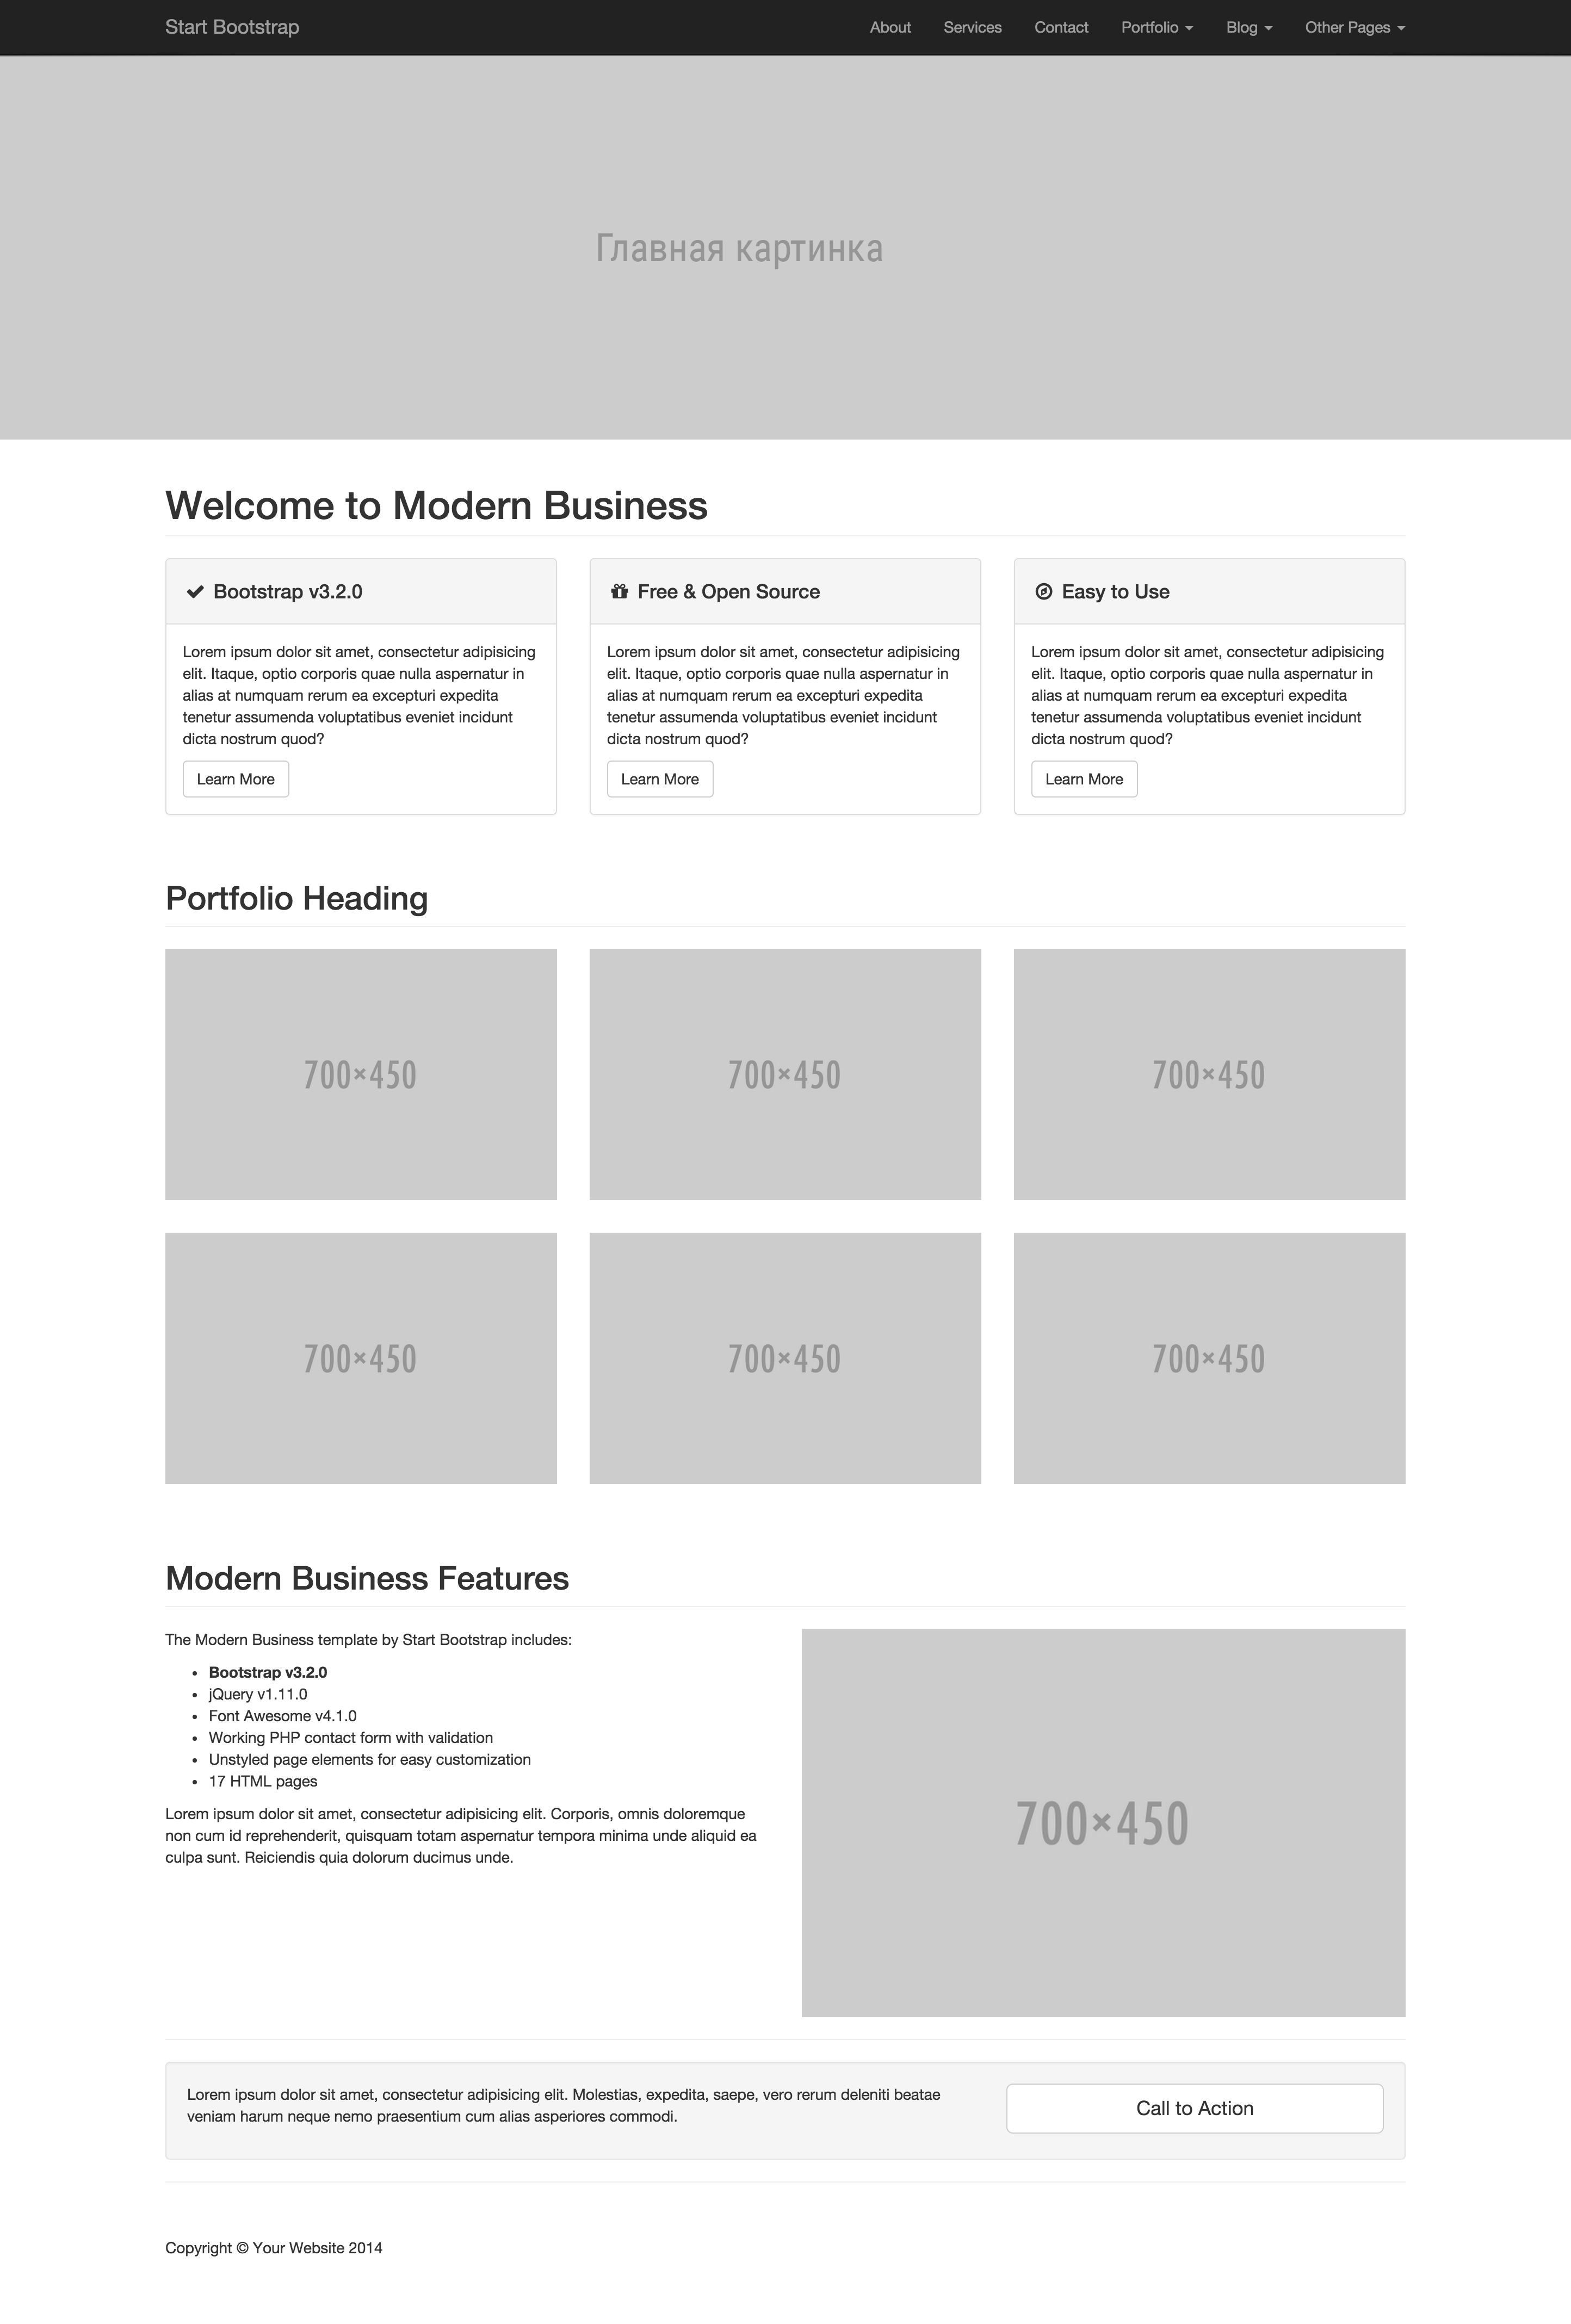 Start Bootstrap
About Services Contact Portfolio Blog Other Pages
Главная картинка
Welcome to Modern Business
Bootstrap v3.2.0
Lorem ipsum dolor sit amet, consectetur adipisicing
elit. Itaque, optio corporis quae nulla aspernatur in
alias at numquam rerum ea excepturi expedita
tenetur assumenda voluptatibus eveniet incidunt
dicta nostrum quod?
Learn More
Free & Open Source
Lorem ipsum dolor sit amet, consectetur adipisicing
elit. Itaque, optio corporis quae nulla aspernatur in
alias at numquam rerum ea excepturi expedita
tenetur assumenda voluptatibus eveniet incidunt
dicta nostrum quod?
Learn More
Easy to Use
Lorem ipsum dolor sit amet, consectetur adipisicing
elit. Itaque, optio corporis quae nulla aspernatur in
alias at numquam rerum ea excepturi expedita
tenetur assumenda voluptatibus eveniet incidunt
dicta nostrum quod?
Learn More
Portfolio Heading
700×450
700×450
700×450
700×450
700×450
700×450
Modern Business Features
The Modern Business template by Start Bootstrap includes:
Bootstrap v3.2.0
jQuery v1.11.0
Font Awesome v4.1.0
Working PHP contact form with validation
Unstyled page elements for easy customization
17 HTML pages
Lorem ipsum dolor sit amet, consectetur adipisicing elit. Corporis, omnis doloremque
non cum id reprehenderit, quisquam totam aspernatur tempora minima unde aliquid ea
culpa sunt. Reiciendis quia dolorum ducimus unde.
700×450
Lorem ipsum dolor sit amet, consectetur adipisicing elit. Molestias, expedita, saepe, vero rerum deleniti beatae
veniam harum neque nemo praesentium cum alias asperiores commodi.
Call to Action
Copyright © Your Website 2014